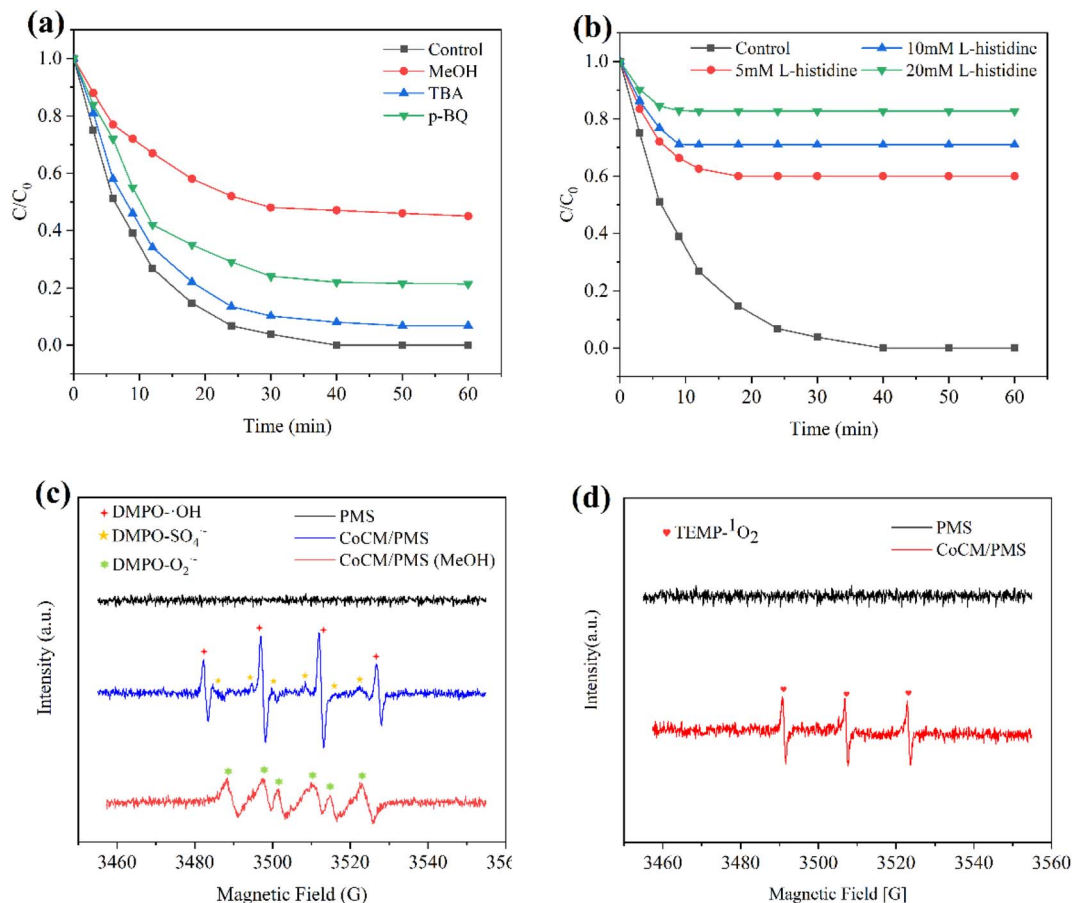 (a)
Control
MeOH
TBA
p-BQ
1.0
0.8
0.6
0.4
0.2
0.0
C/C₀
0 10 20 30 40 50 60
Time (min)
(b)
Control
5mM L-histidine
10mM L-histidine
20mM L-histidine
1.0
0.8
0.6
0.4
0.2
0.0
C/C₀
0 10 20 30 40 50 60
Time (min)
(c)
DMPO-·OH
DMPO-SO₄·⁻
DMPO-O₂·⁻
PMS
CoCM/PMS
CoCM/PMS (MeOH)
Intensity (a.u.)
3460 3480 3500 3520 3540 356
Magnetic Field (G)
(d)
TEMP-¹O₂
PMS
CoCM/PMS
Intensity(a.u.)
3460 3480 3500 3520 3540 3560
Magnetic Field [G]